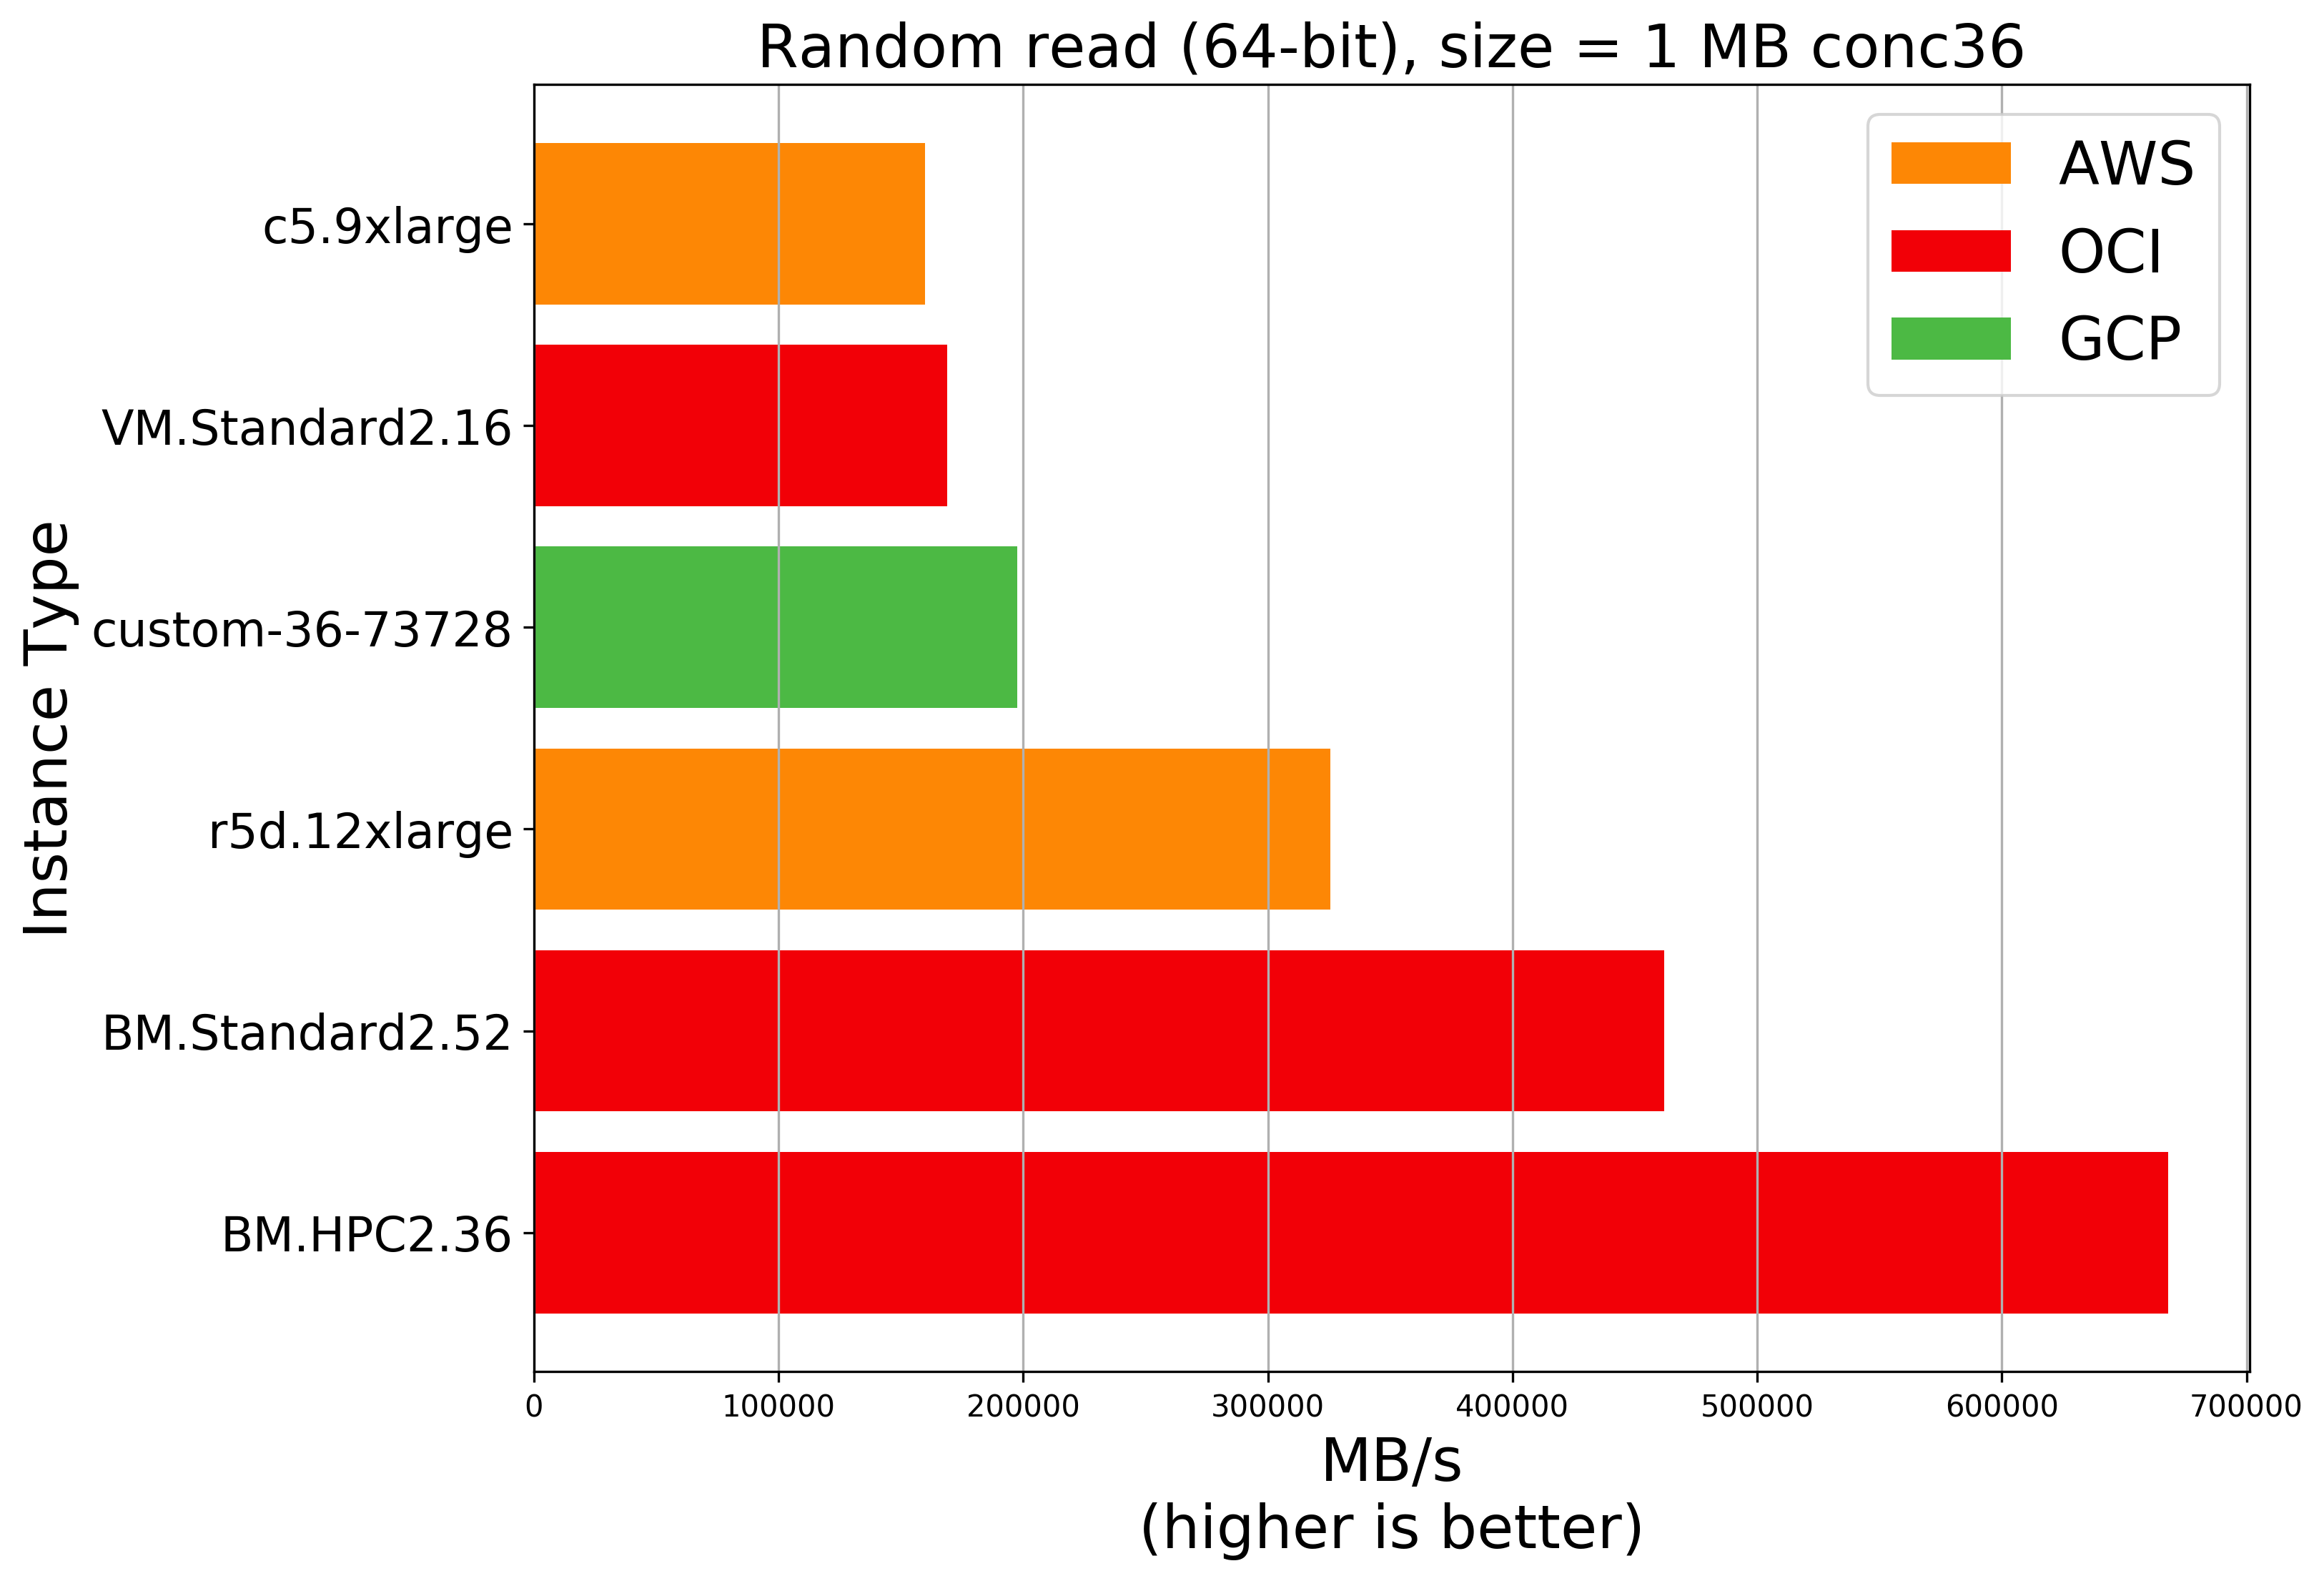 Random read (64-bit), size = 1 MB conc36
AWS
OCI
GCP
Instance Type
c5.9xlarge
VM.Standard2.16
custom-36-73728
r5d.12xlarge
BM.Standard2.52
BM.HPC2.36
0 100000 200000 300000 400000 500000 600000 700000
MB/s
(higher is better)